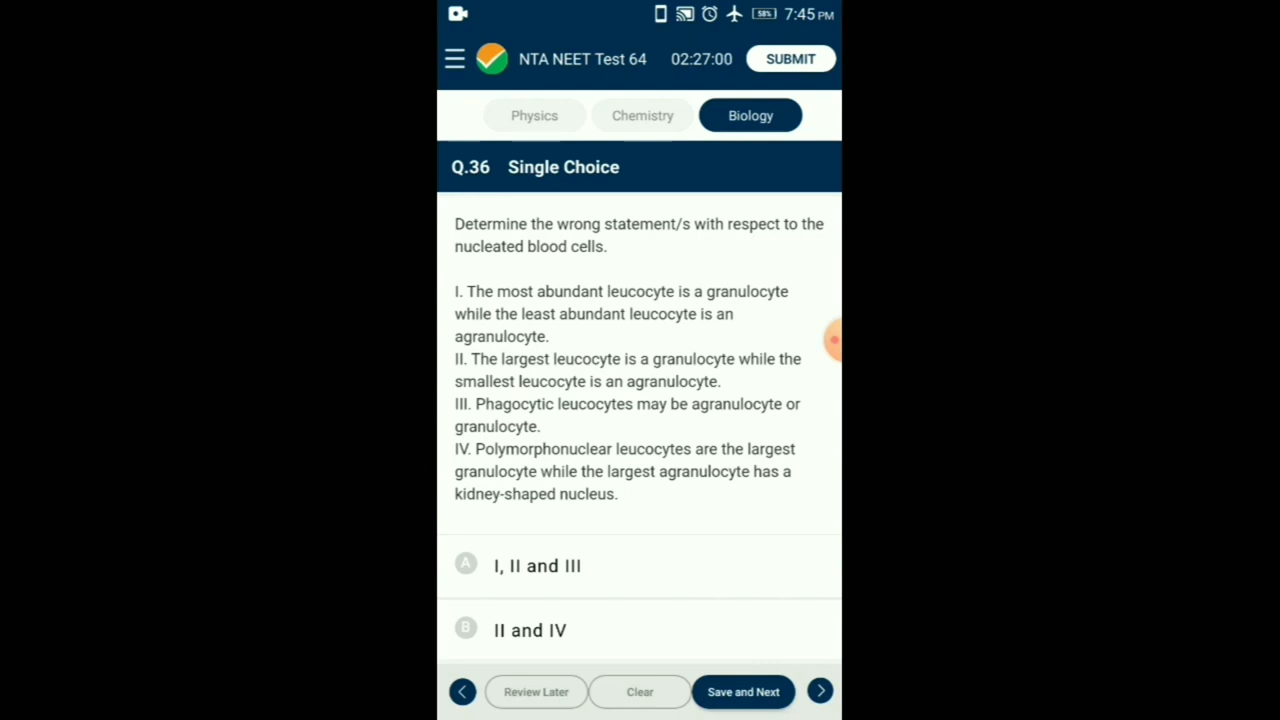 58% 7:45 PM
NTA NEET Test 64 02:27:00 SUBMIT
Physics Chemistry Biology
Q.36 Single Choice
Determine the wrong statement/s with respect to the
nucleated blood cells.
I. The most abundant leucocyte is a granulocyte
while the least abundant leucocyte is an
agranulocyte.
II. The largest leucocyte is a granulocyte while the
smallest leucocyte is an agranulocyte.
III. Phagocytic leucocytes may be agranulocyte or
granulocyte.
IV. Polymorphonuclear leucocytes are the largest
granulocyte while the largest agranulocyte has a
kidney-shaped nucleus.
A I, II and III
B II and IV
Review Later Clear Save and Next